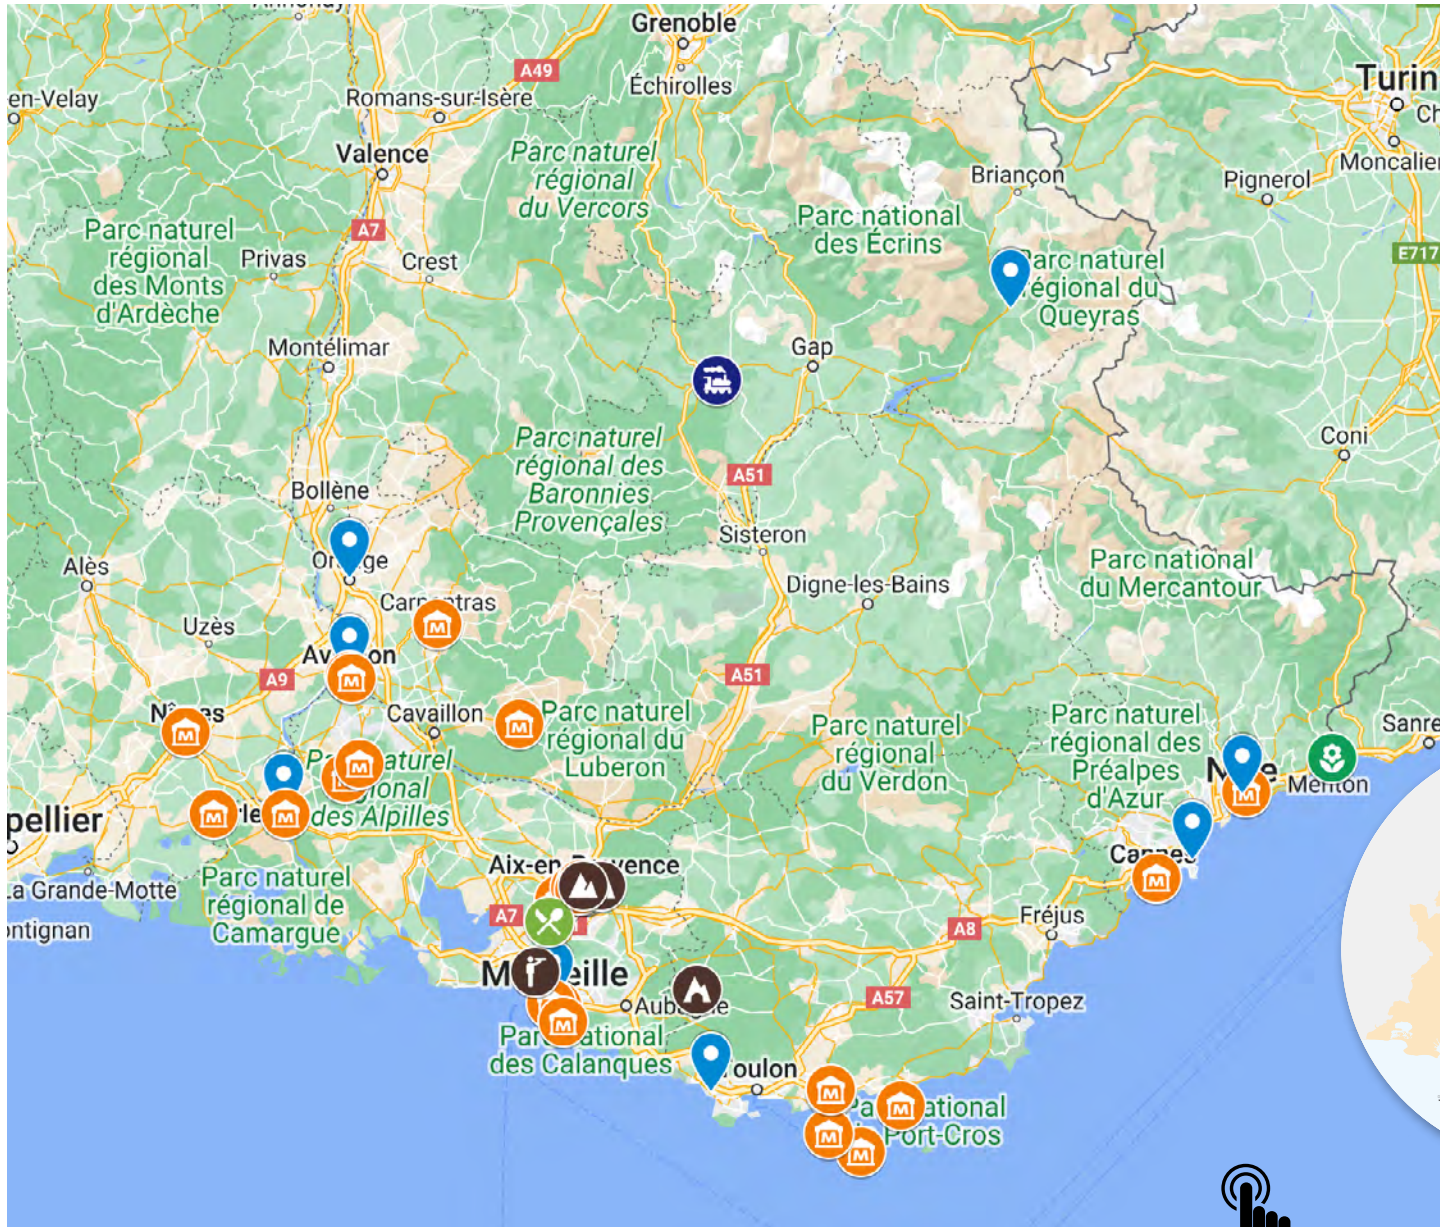 Grenoble
Échirolles
A49
Turin
en-Velay
Romans-sur-Isère
Valence
Parc naturel
régional
du Vercors
Briançon
Moncalier
Pignerol
Parc national
des Écrins
A7
Parc naturel
régional
des Monts
d'Ardèche
Privas
Crest
E717
Parc naturel
régional du
Queyras
Montélimar
Gap
Coni
Parc naturel
régional des
Baronnies
Provençales
A51
Bollène
Sisteron
Alès
Digne-les-Bains
Parc national
du Mercantour
Uzès
A9
A51
Cavaillon
Parc naturel
régional du
Luberon
Parc naturel
régional
du Verdon
Parc naturel
régional des
Préalpes
d'Azur
Sanre
Menton
des Alpilles
pellier
La Grande-Motte
Parc naturel
régional de
Camargue
ontignan
A7
A8
Fréjus
A57
Saint-Tropez
des Calanques
Port-Cros
M